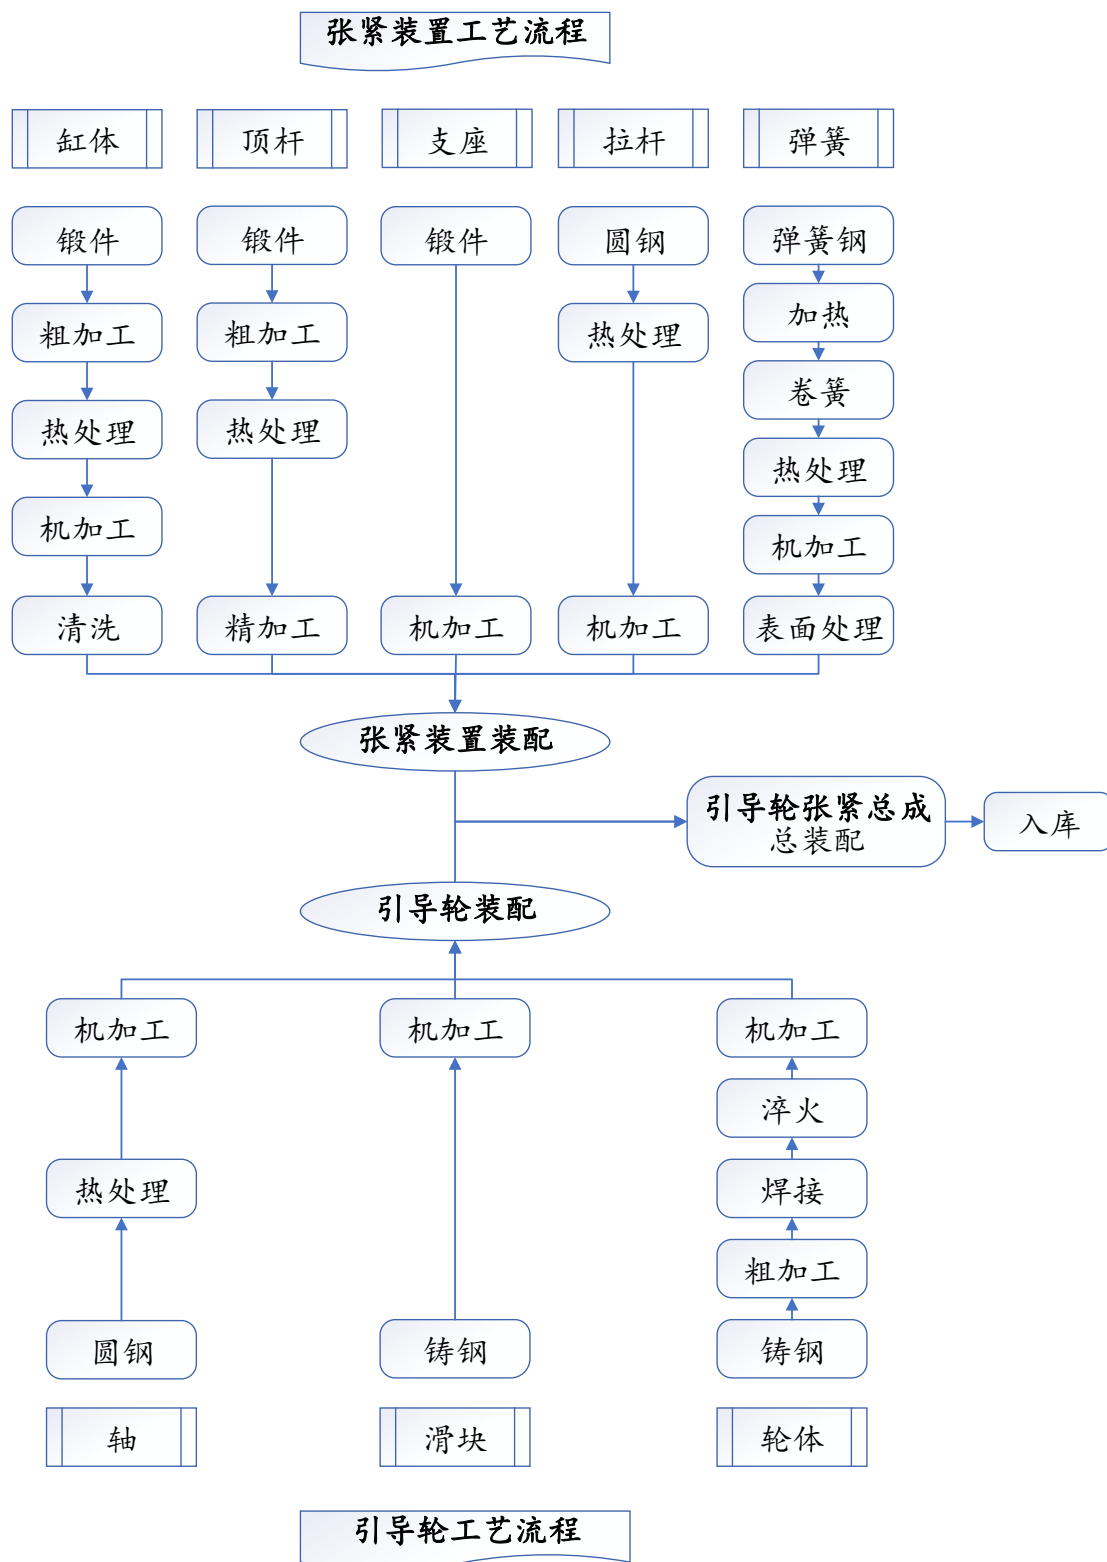 张紧装置工艺流程
缸体
顶杆
支座
拉杆
弹簧
锻件
锻件
锻件
圆钢
弹簧钢
粗加工
粗加工
热处理
加热
卷簧
热处理
热处理
热处理
机加工
机加工
清洗
精加工
机加工
机加工
表面处理
张紧装置装配
引导轮张紧总成
总装配
入库
引导轮装配
机加工
机加工
机加工
淬火
热处理
焊接
粗加工
圆钢
铸钢
铸钢
轴
滑块
轮体
引导轮工艺流程